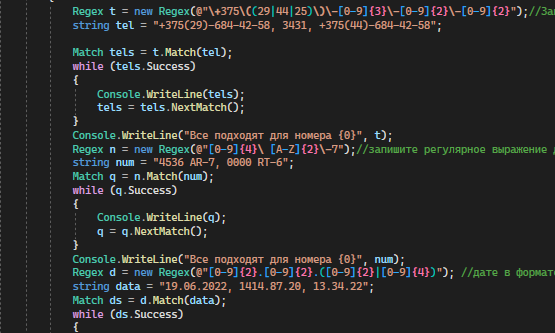 Regex t = new Regex(@"\+375\((29|44|25)\)\-[0-9]{3}\-[0-9]{2}\-[0-9]{2}");//За
string tel = "+375(29)-684-42-58, 3431, +375(44)-684-42-58";
Match tels = t.Match(tel);
while (tels.Success)
{
Console.WriteLine(tels);
tels = tels.NextMatch();
}
Console.WriteLine("Все подходят для номера {0}", t);
Regex n = new Regex(@"[0-9]{4}\ [A-Z]{2}\-7");//запишите регулярное выражение д
string num = "4536 AR-7, 0000 RT-6";
Match q = n.Match(num);
while (q.Success)
{
Console.WriteLine(q);
q = q.NextMatch();
}
Console.WriteLine("Все подходят для номера {0}", num);
Regex d = new Regex(@"[0-9]{2}.[0-9]{2}.([0-9]{2}|[0-9]{4})"); //дате в формате
string data = "19.06.2022, 1414.87.20, 13.34.22";
Match ds = d.Match(data);
while (ds.Success)
{